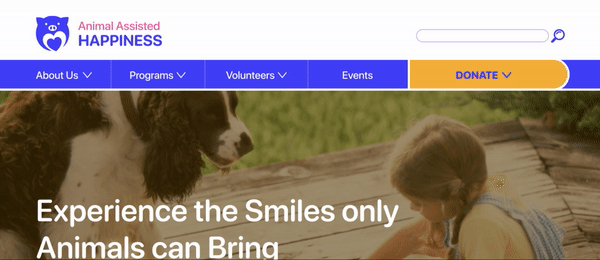 Animal Assisted
HAPPINESS
About Us
Programs
Volunteers
Events
DONATE
Experience the Smiles only
Animals can Bring